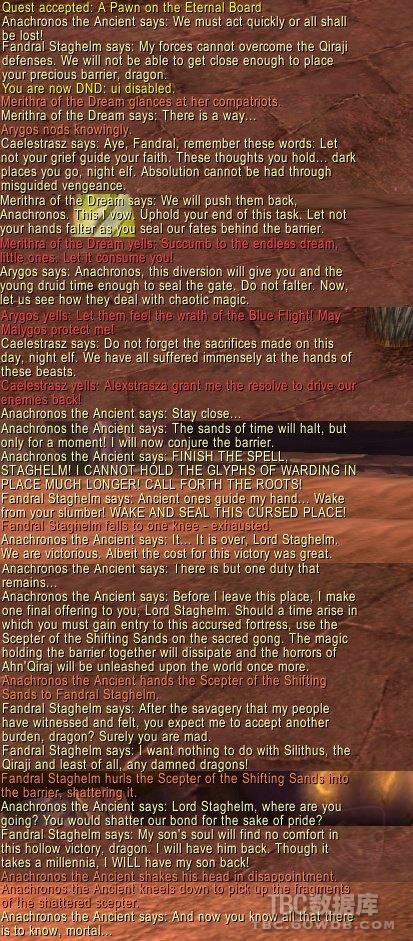 Quest accepted: A Pawn on the Eternal Board
Anachronos the Ancient says: We must act quickly or all shall
be lost!
Fandral Staghelm says: My forces cannot overcome the Qiraji
defenses. We will not be able to get close enough to place
your precious barrier, dragon.
You are now DND: ui disabled.
Merithra of the Dream glances at her compatriots.
Merithra of the Dream says: There is a way...
Arygos nods knowingly.
Caelestrasz says: Aye, Fandral, remember these words: Let
not your grief guide your faith. These thoughts you hold... dark
places you go, night elf. Absolution cannot be had through
misguided vengeance.
Merithra of the Dream says: We will push them back,
Anachronos. This I vow. Uphold your end of this task. Let not
your hands falter as you seal our fates behind the barrier.
Merithra of the Dream yells: Succumb to the endless dream,
little ones. Let it consume you!
Arygos says: Anachronos, this diversion will give you and the
young druid time enough to seal the gate. Do not falter. Now,
let us see how they deal with chaotic magic.
Arygos yells: Let them feel the wrath of the Blue Flight! May
Malygos protect me!
Caelestrasz says: Do not forget the sacrifices made on this
day, night elf. We have all suffered immensely at the hands of
these beasts.
Caelestrasz yells: Alexstrasza grant me the resolve to drive our
enemies back!
Anachronos the Ancient says: Stay close...
Anachronos the Ancient says: The sands of time will halt, but
only for a moment! I will now conjure the barrier.
Anachronos the Ancient says: FINISH THE SPELL,
STAGHELM! I CANNOT HOLD THE GLYPHS OF WARDING IN
PLACE MUCH LONGER! CALL FORTH THE ROOTS!
Fandral Staghelm says: Ancient ones guide my hand... Wake
from your slumber! WAKE AND SEAL THIS CURSED PLACE!
Fandral Staghelm falls to one knee - exhausted.
Anachronos the Ancient says: It... It is over, Lord Staghelm.
We are victorious. Albeit the cost for this victory was great.
Anachronos the Ancient says: There is but one duty that
remains...
Anachronos the Ancient says: Before I leave this place, I make
one final offering to you, Lord Staghelm. Should a time arise in
which you must gain entry to this accursed fortress, use the
Scepter of the Shifting Sands on the sacred gong. The magic
holding the barrier together will dissipate and the horrors of
Ahn'Qiraj will be unleashed upon the world once more.
Anachronos the Ancient hands the Scepter of the Shifting
Sands to Fandral Staghelm.
Fandral Staghelm says: After the savagery that my people
have witnessed and felt, you expect me to accept another
burden, dragon? Surely you are mad.
Fandral Staghelm says: I want nothing to do with Silithus, the
Qiraji and least of all, any damned dragons!
Fandral Staghelm hurls the Scepter of the Shifting Sands into
the barrier, shattering it.
Anachronos the Ancient says: Lord Staghelm, where are you
going? You would shatter our bond for the sake of pride?
Fandral Staghelm says: My son's soul will find no comfort in
this hollow victory, dragon. I will have him back. Though it
takes a millennia, I WILL have my son back!
Anachronos the Ancient shakes his head in disappointment.
Anachronos the Ancient kneels down to pick up the fragments
of the shattered scepter.
Anachronos the Ancient says: And now you know all that there
is to know, mortal...
TBC数据库
TBC.GOWDB.COM